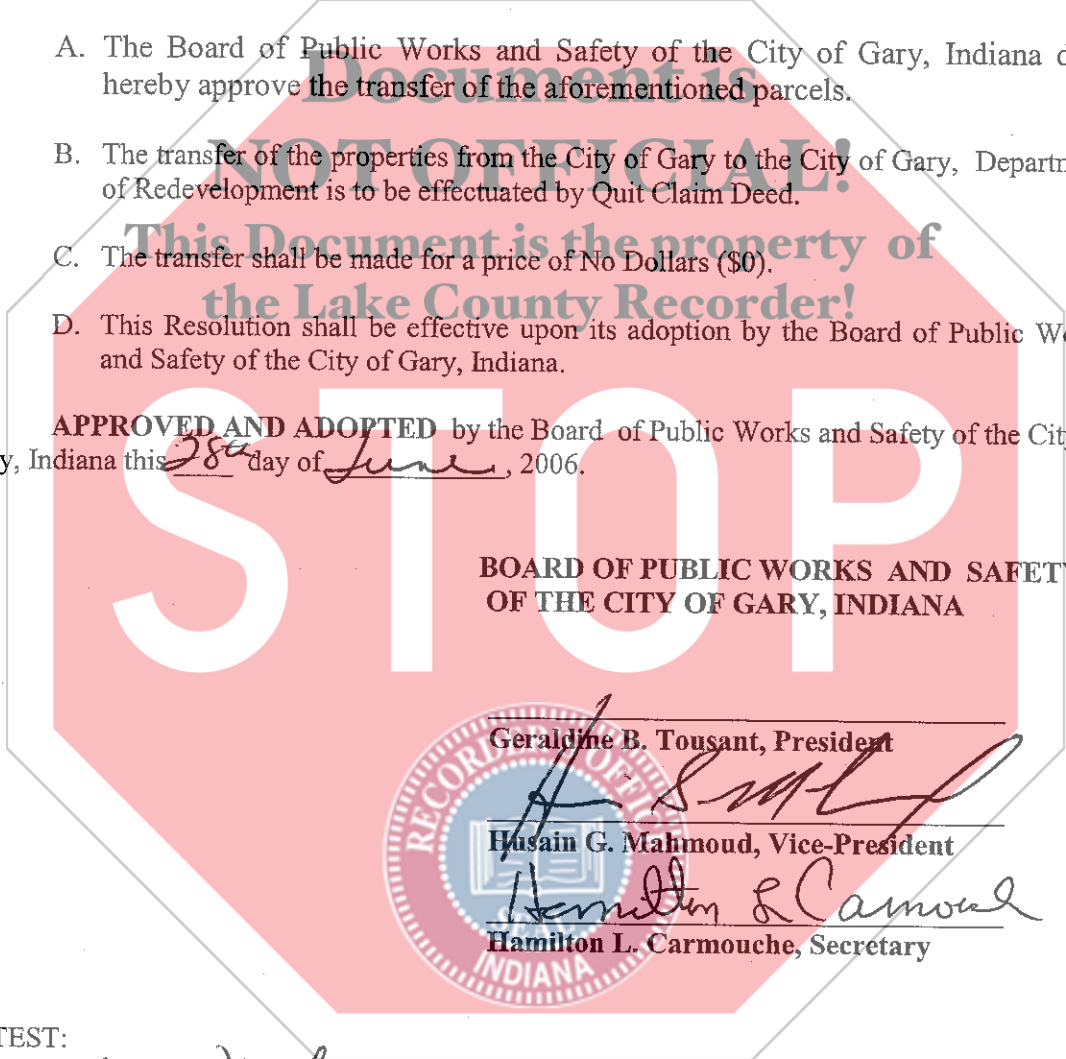 A. The Board of Public Works and Safety of the City of Gary, Indiana d
hereby approve the transfer of the aforementioned parcels.
Document is
B. The transfer of the properties from the City of Gary to the City of Gary, Departm
of Redevelopment is to be effectuated by Quit Claim Deed.
NOT OFFICIAL!
This Document is the property of
C. The transfer shall be made for a price of No Dollars ($0).
the Lake County Recorder!
D. This Resolution shall be effective upon its adoption by the Board of Public Wo
and Safety of the City of Gary, Indiana.
STOP
APPROVED AND ADOPTED by the Board of Public Works and Safety of the City
y, Indiana this 28th day of June, 2006.
BOARD OF PUBLIC WORKS AND SAFETY
OF THE CITY OF GARY, INDIANA
Geraldine B. Tousant, President
Husain G. Mahmoud, Vice-President
Hamilton L Carmouche
Hamilton L. Carmouche, Secretary
RECORDER'S OFFICE
SEAL
INDIANA
TEST: